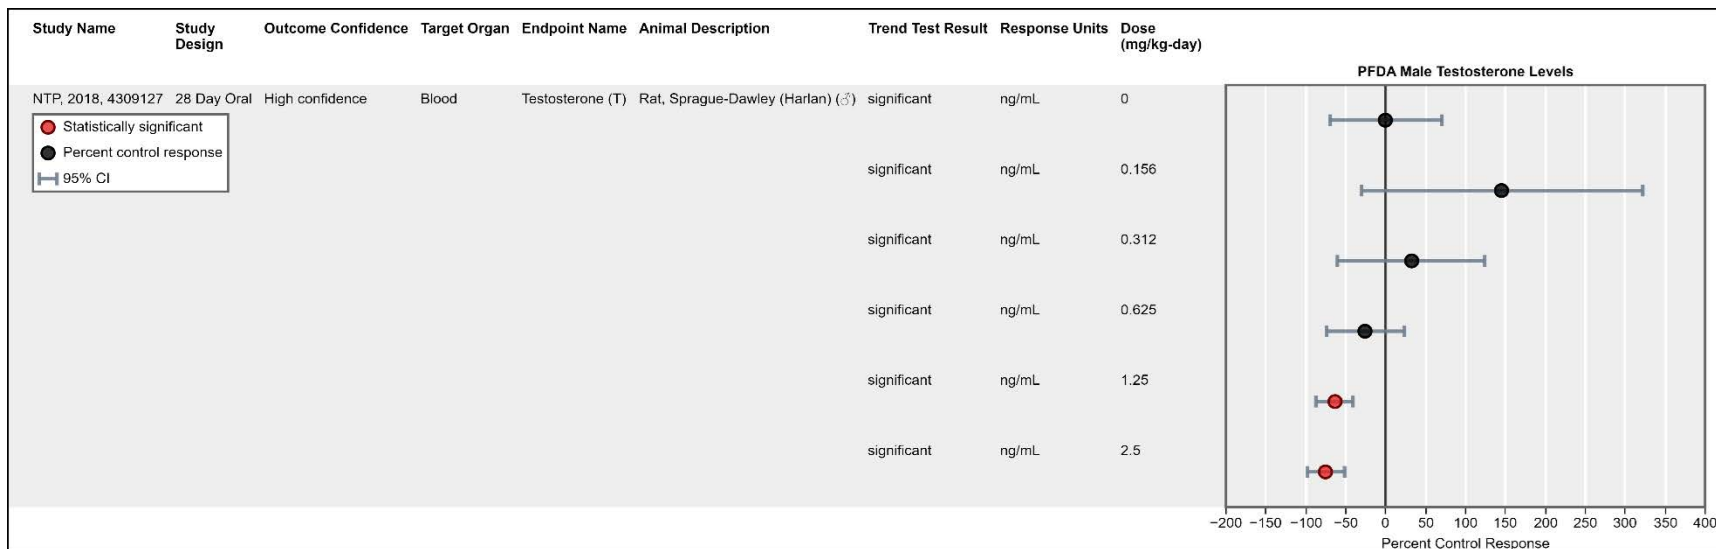 Study Name Study Design Outcome Confidence Target Organ Endpoint Name Animal Description Trend Test Result Response Units Dose (mg/kg-day)
PFDA Male Testosterone Levels
NTP, 2018, 4309127 28 Day Oral High confidence Blood Testosterone (T) Rat, Sprague-Dawley (Harlan) (♂) significant ng/mL 0
Statistically significant
Percent control response
95% CI
significant ng/mL 0.156
significant ng/mL 0.312
significant ng/mL 0.625
significant ng/mL 1.25
significant ng/mL 2.5
−200 −150 −100 −50 0 50 100 150 200 250 300 350 400
Percent Control Response